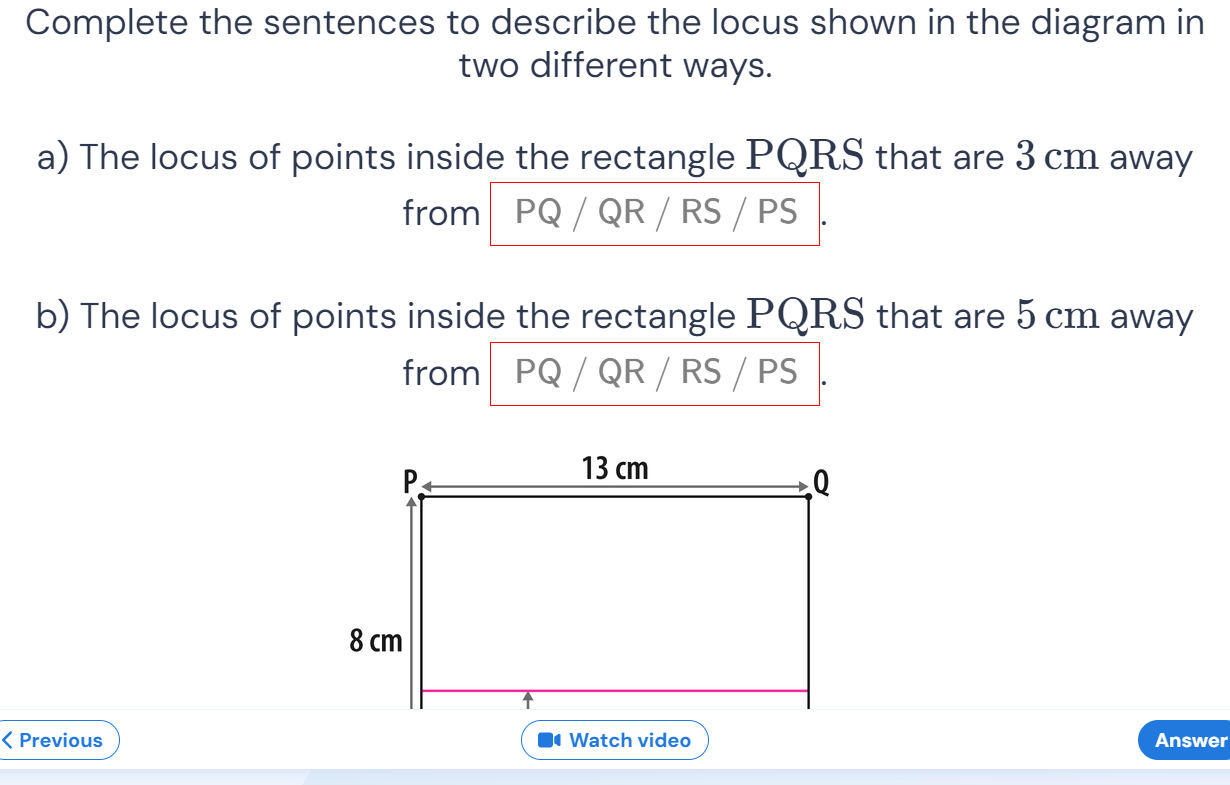 Complete the sentences to describe the locus shown in the diagram in
two different ways.
a) The locus of points inside the rectangle PQRS that are 3 cm away
from PQ / QR / RS / PS .
b) The locus of points inside the rectangle PQRS that are 5 cm away
from PQ / QR / RS / PS .
13 cm
P
Q
8 cm
Previous
Watch video
Answer